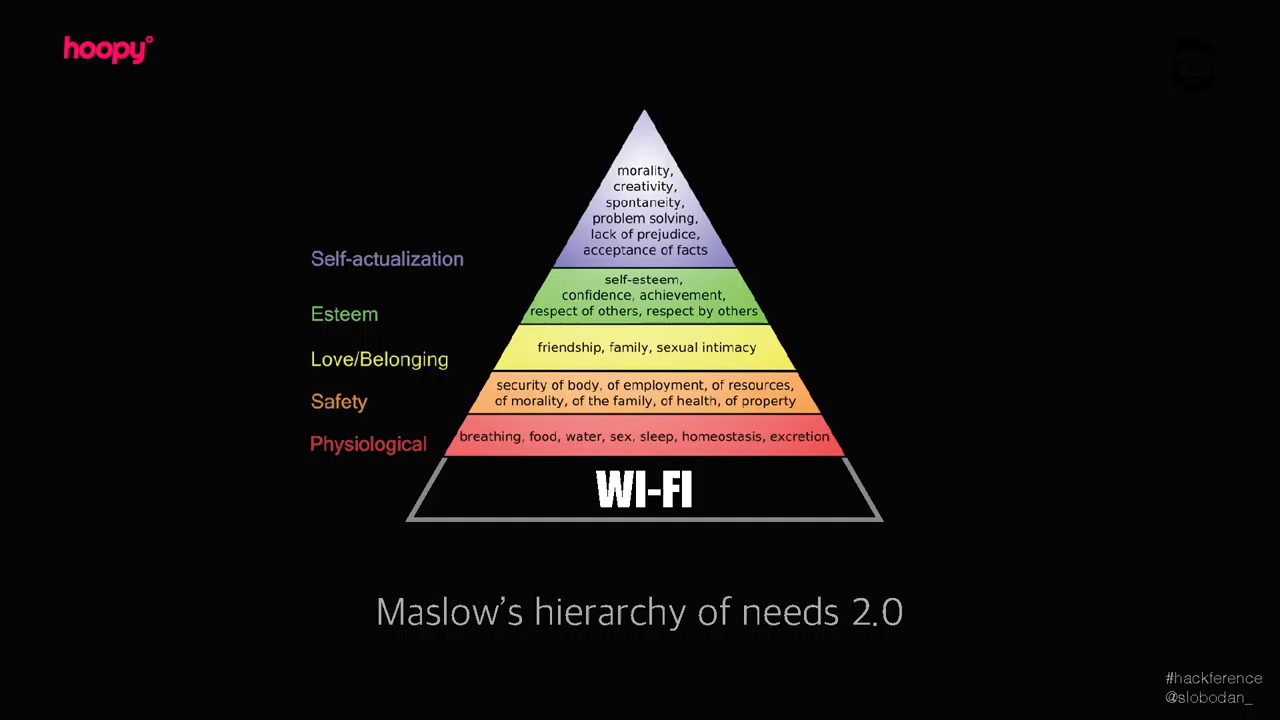 hoopy°
morality,
creativity,
spontaneity,
problem solving,
lack of prejudice,
acceptance of facts
Self-actualization
self-esteem,
confidence, achievement,
respect of others, respect by others
Esteem
friendship, family, sexual intimacy
Love/Belonging
security of body, of employment, of resources,
of morality, of the family, of health, of property
Safety
breathing, food, water, sex, sleep, homeostasis, excretion
Physiological
WI-FI
Maslow's hierarchy of needs 2.0
#hackference
@slobodan_